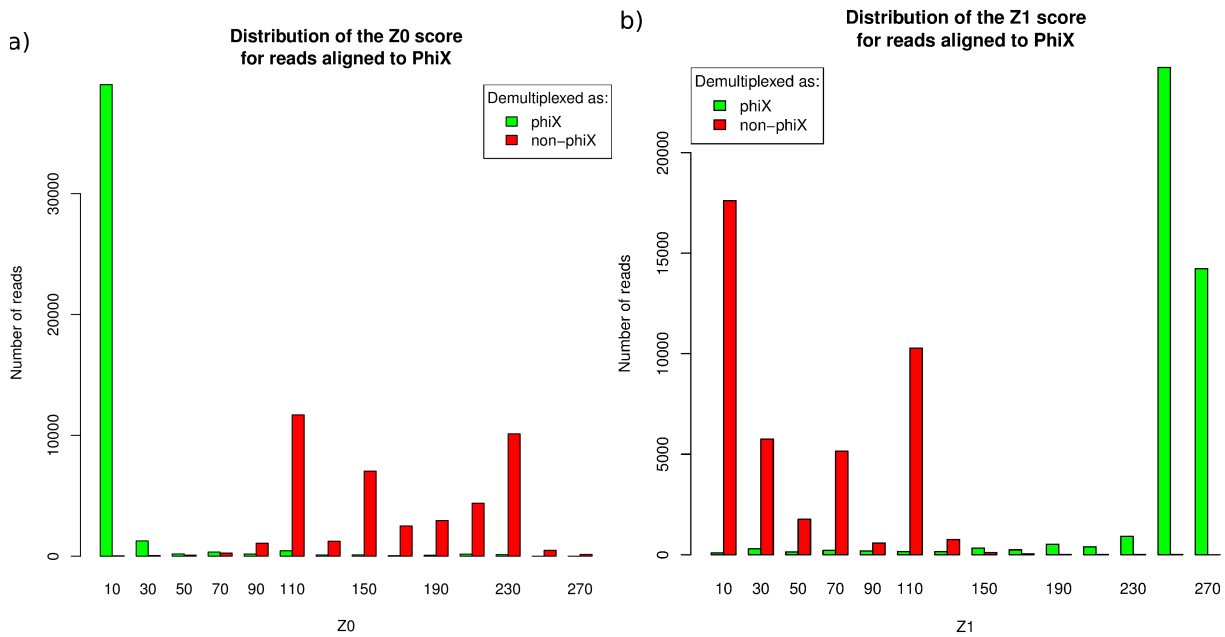 a)
Distribution of the Z0 score
for reads aligned to PhiX
Demultiplexed as:
phiX
non−phiX
Number of reads
0
10000
20000
30000
10 30 50 70 90 110 150 190 230 270
Z0
b)
Distribution of the Z1 score
for reads aligned to PhiX
Demultiplexed as:
phiX
non−phiX
Number of reads
0
5000
10000
15000
20000
10 30 50 70 90 110 150 190 230 270
Z1